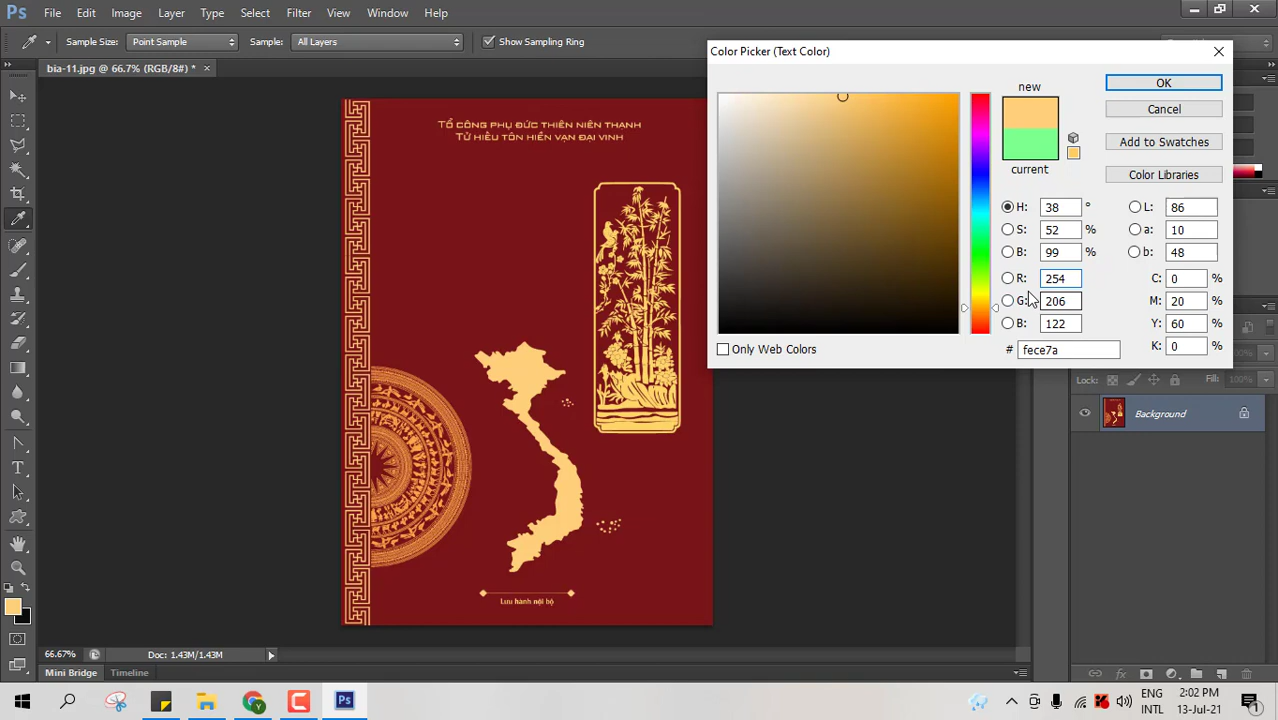 Ps File Edit Image Layer Type Select Filter View Window Help
Sample Size: Point Sample Sample: All Layers Show Sampling Ring
bia-11.jpg @ 66.7% (RGB/8#) * ×
Color Picker (Text Color)
new
current
OK
Cancel
Add to Swatches
Color Libraries
H: 38 ° L: 86
S: 52 % a: 10
B: 99 % b: 48
R: 254 C: 0 %
G: 206 M: 20 %
B: 122 Y: 60 %
# fece7a K: 0 %
Only Web Colors
TỔ CÔNG PHỤ ĐỨC THIÊN NIÊN THANH
TỬ HIẾU TÔN HIỀN VẠN ĐẠI VINH
Lưu hành nội bộ
Lock: Fill: 100%
Background
66.67% Doc: 1.43M/1.43M
Mini Bridge Timeline
Ps
ENG
INTL
2:02 PM
13-Jul-21
1